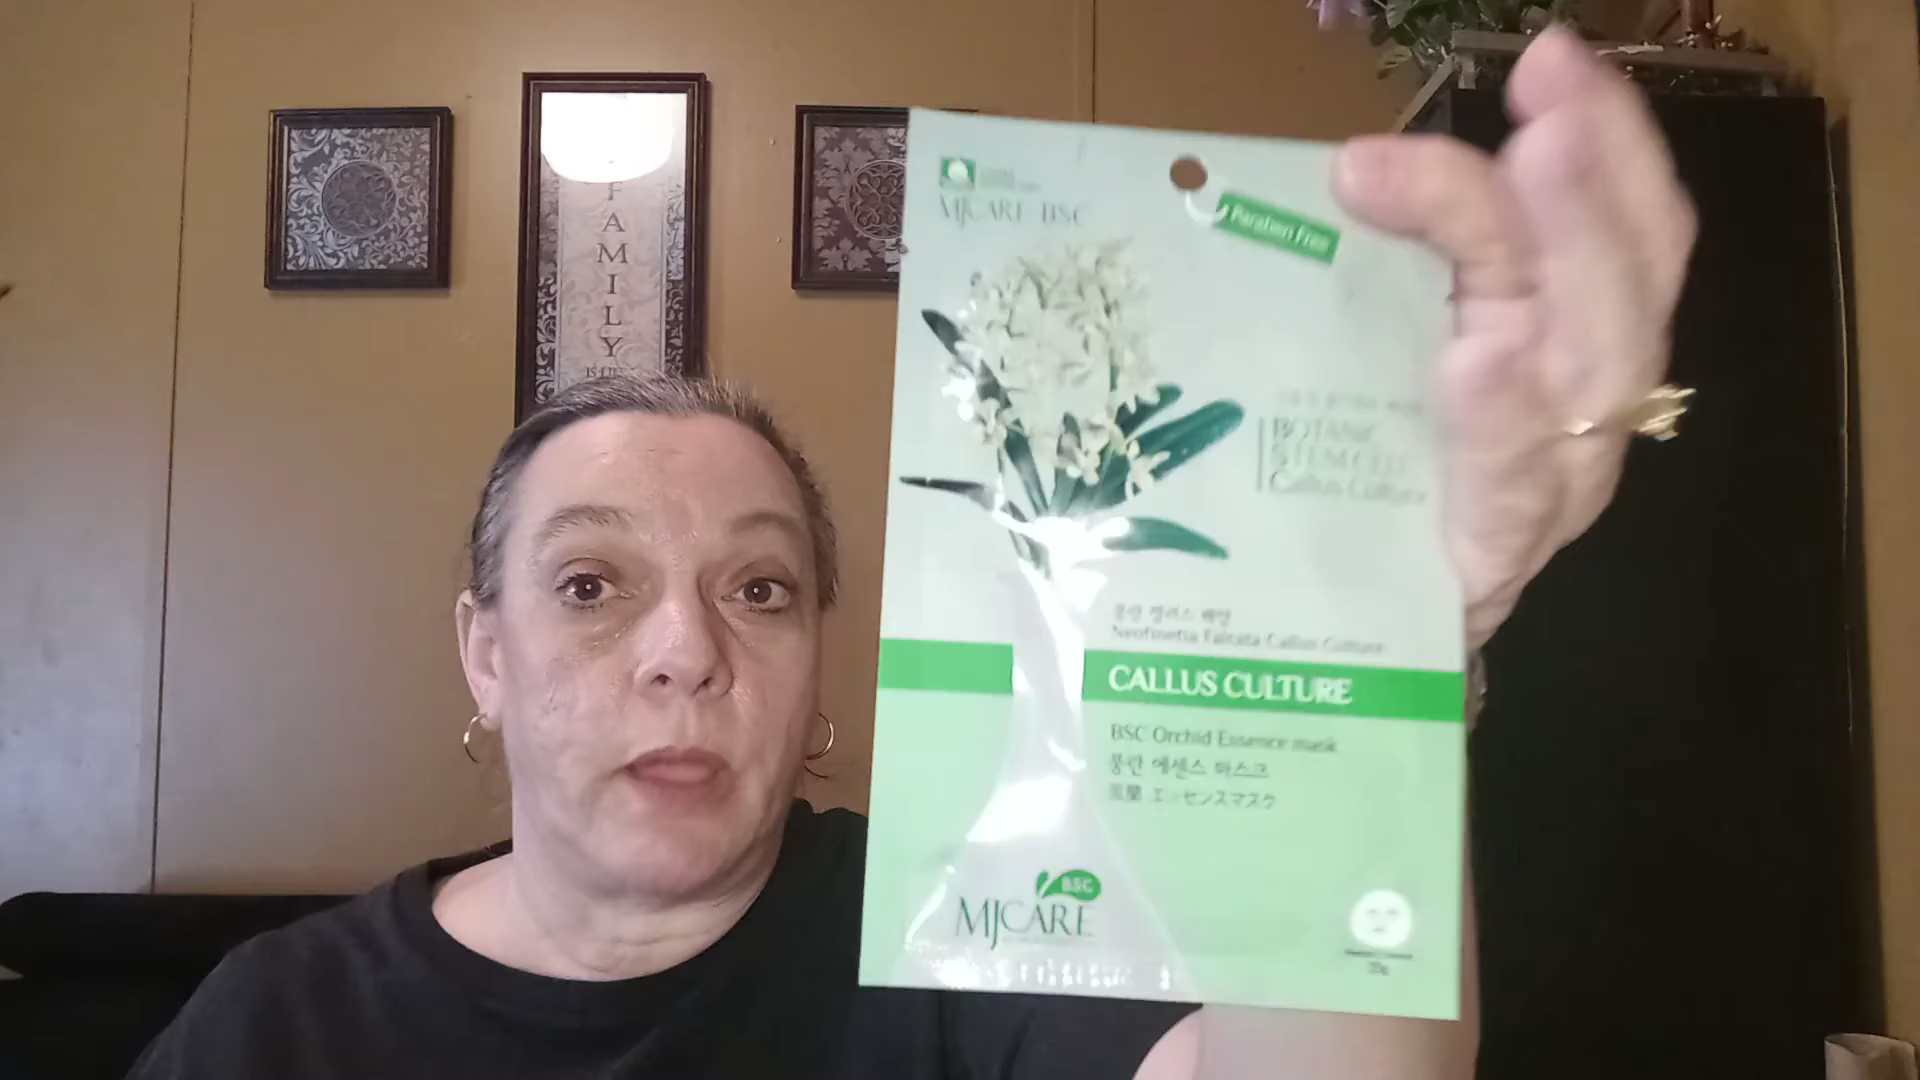 FAMILY
MJCARE BSC
Paraben Free
BOTANIC
STEM CELL
Callus Culture
풍란 캘러스 배양
Neofinetia Falcata Callus Culture
CALLUS CULTURE
BSC Orchid Essence mask
풍란 에센스 마스크
風蘭 エッセンスマスク
BSC
MJCARE